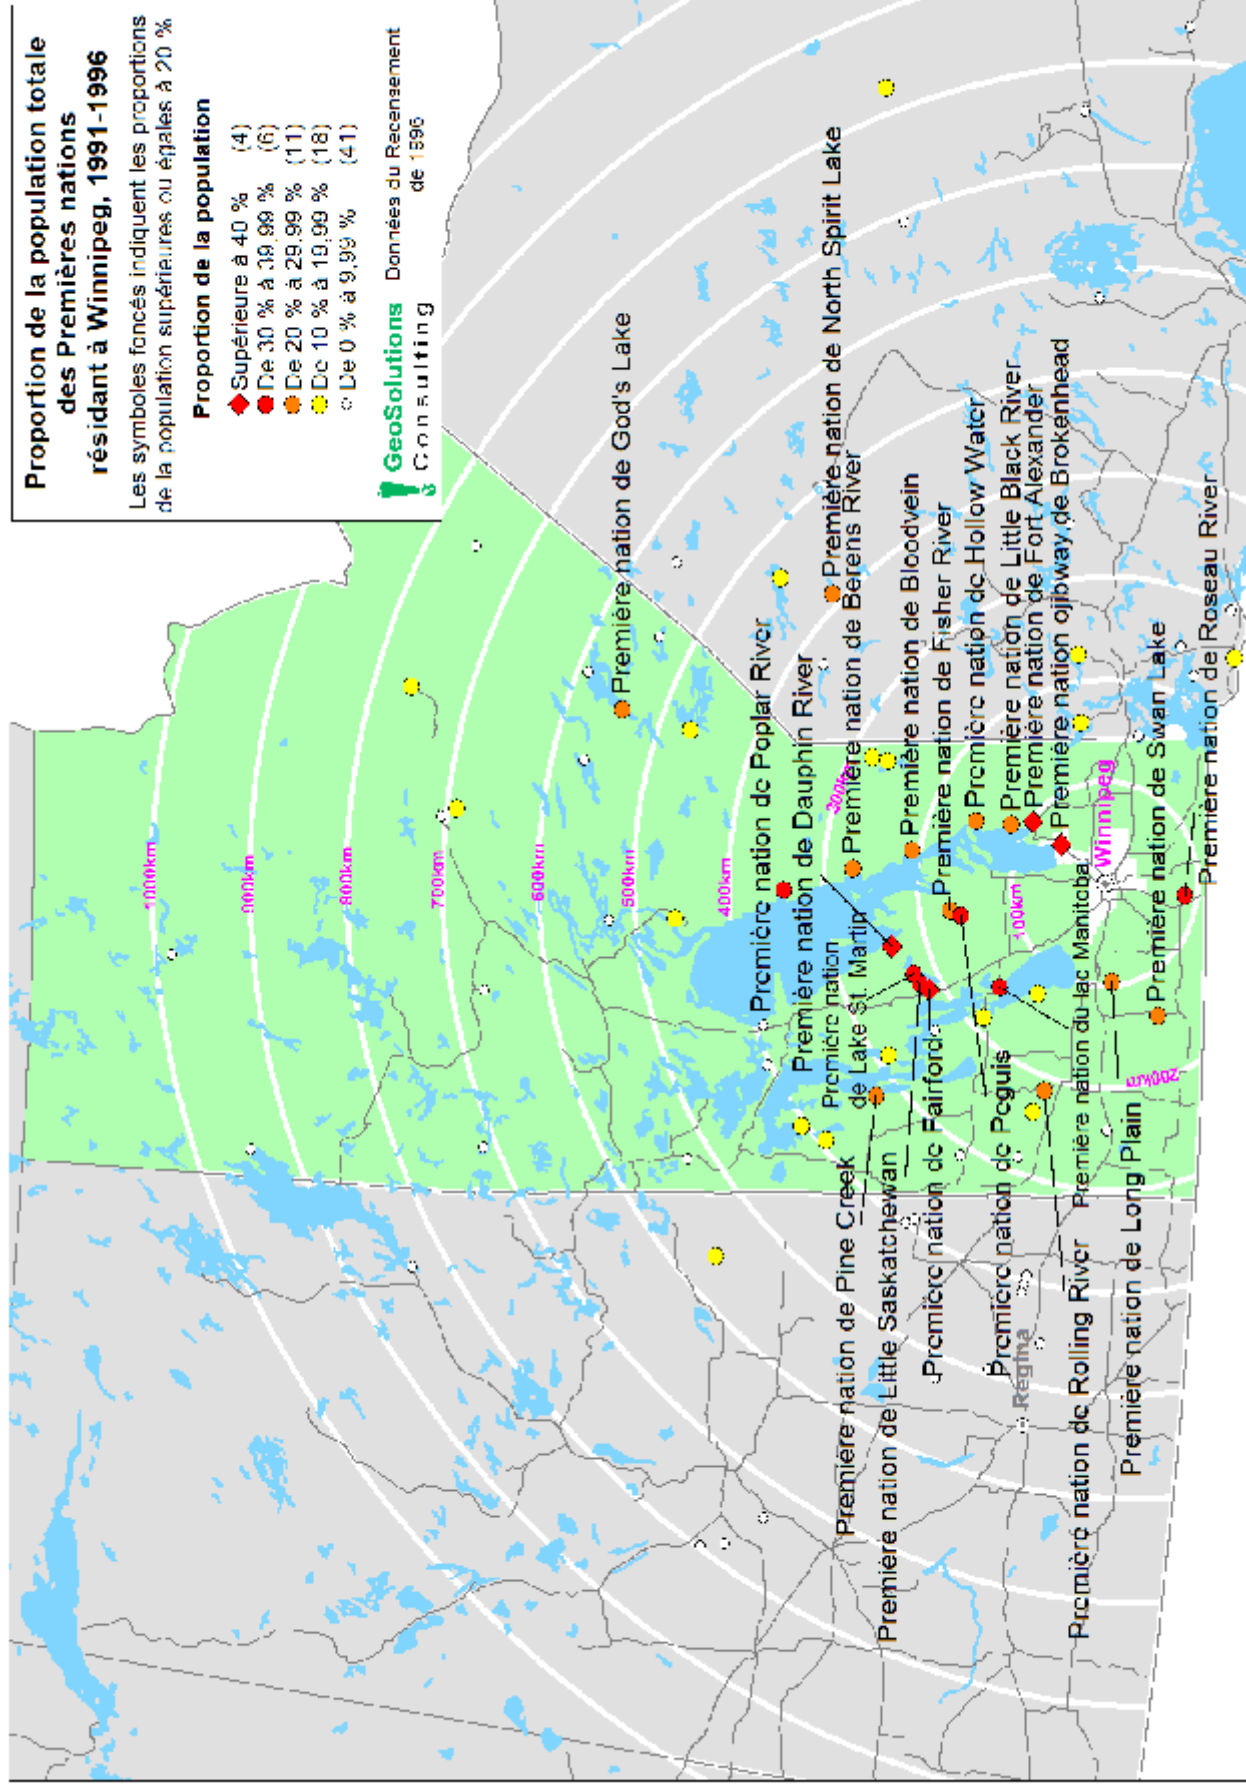 Proportion de la population totale
des Premières nations
résidant à Winnipeg, 1991-1996
Les symboles foncés indiquent les proportions
de la population supérieures ou égales à 20 %
Proportion de la population
Supérieure à 40 % (4)
De 30 % à 39,99 % (6)
De 20 % à 29,99 % (11)
De 10 % à 19,99 % (18)
De 0 % à 9,99 % (41)
GeoSolutions
Consulting
Données du Recensement
de 1996
1000km
900km
800km
700km
600km
500km
400km
300km
200km
100km
Première nation de God's Lake
Première nation de Poplar River
Première nation de Dauphin River
Première nation
de Lake St. Martin
Première nation de North Spirit Lake
Première nation de Berens River
Première nation de Bloodvein
Première nation de Fisher River
Première nation de Hollow Water
Première nation de Little Black River
Première nation de Fort Alexander
Première nation ojibway de Brokenhead
Winnipeg
Première nation de Swan Lake
Première nation de Roseau River
Première nation de Pine Creek
Première nation de Little Saskatchewan
Première nation de Fairford
Première nation de Peguis
Regina
Première nation du lac Manitoba
Première nation de Rolling River
Première nation de Long Plain